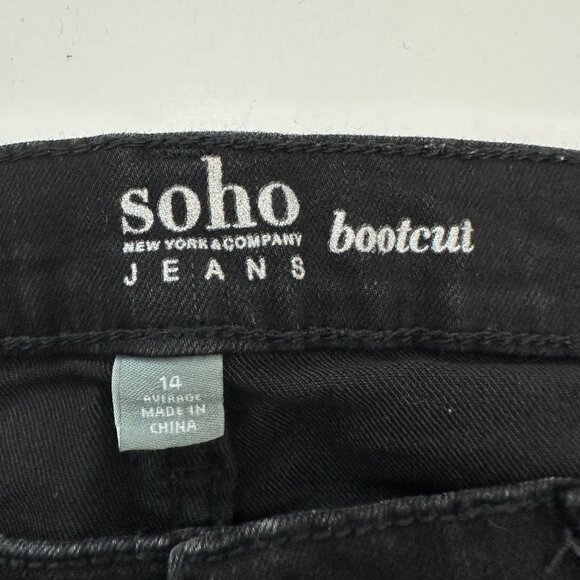 soho bootcut
NEW YORK & COMPANY
JEANS
14
AVERAGE
MADE IN
CHINA